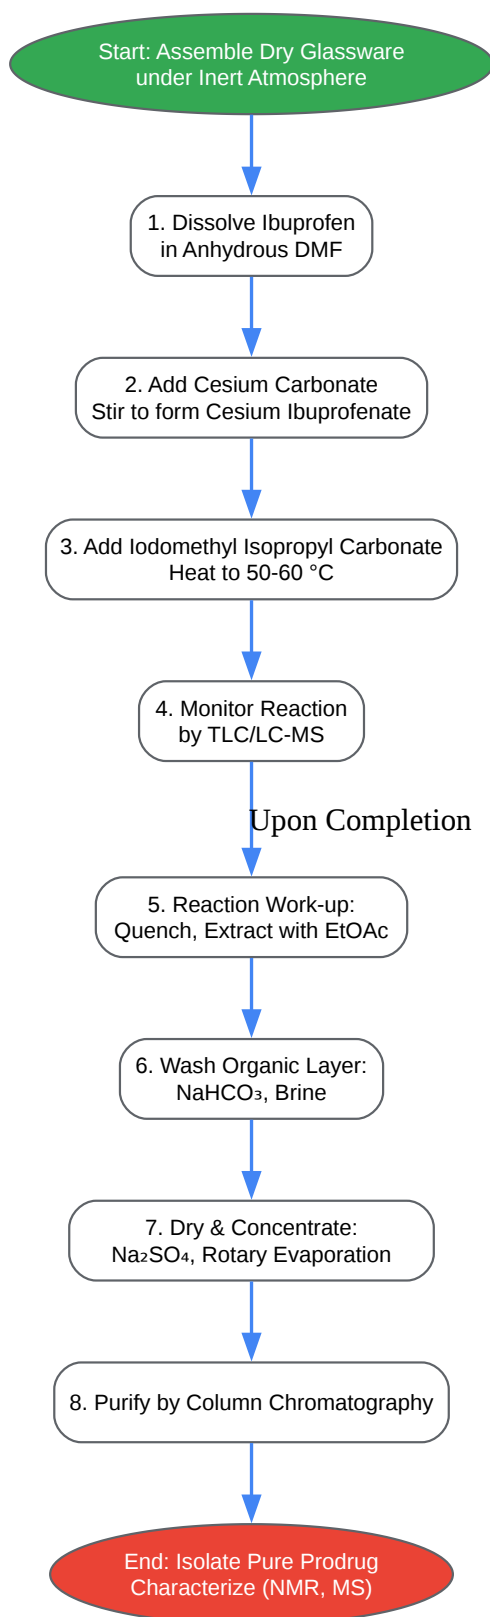 Start: Assemble Dry Glassware
under Inert Atmosphere
1. Dissolve Ibuprofen
in Anhydrous DMF
2. Add Cesium Carbonate
Stir to form Cesium Ibuprofenate
3. Add Iodomethyl Isopropyl Carbonate
Heat to 50-60 °C
4. Monitor Reaction
by TLC/LC-MS
Upon Completion
5. Reaction Work-up:
Quench, Extract with EtOAc
6. Wash Organic Layer:
NaHCO₃, Brine
7. Dry & Concentrate:
Na₂SO₄, Rotary Evaporation
8. Purify by Column Chromatography
End: Isolate Pure Prodrug
Characterize (NMR, MS)